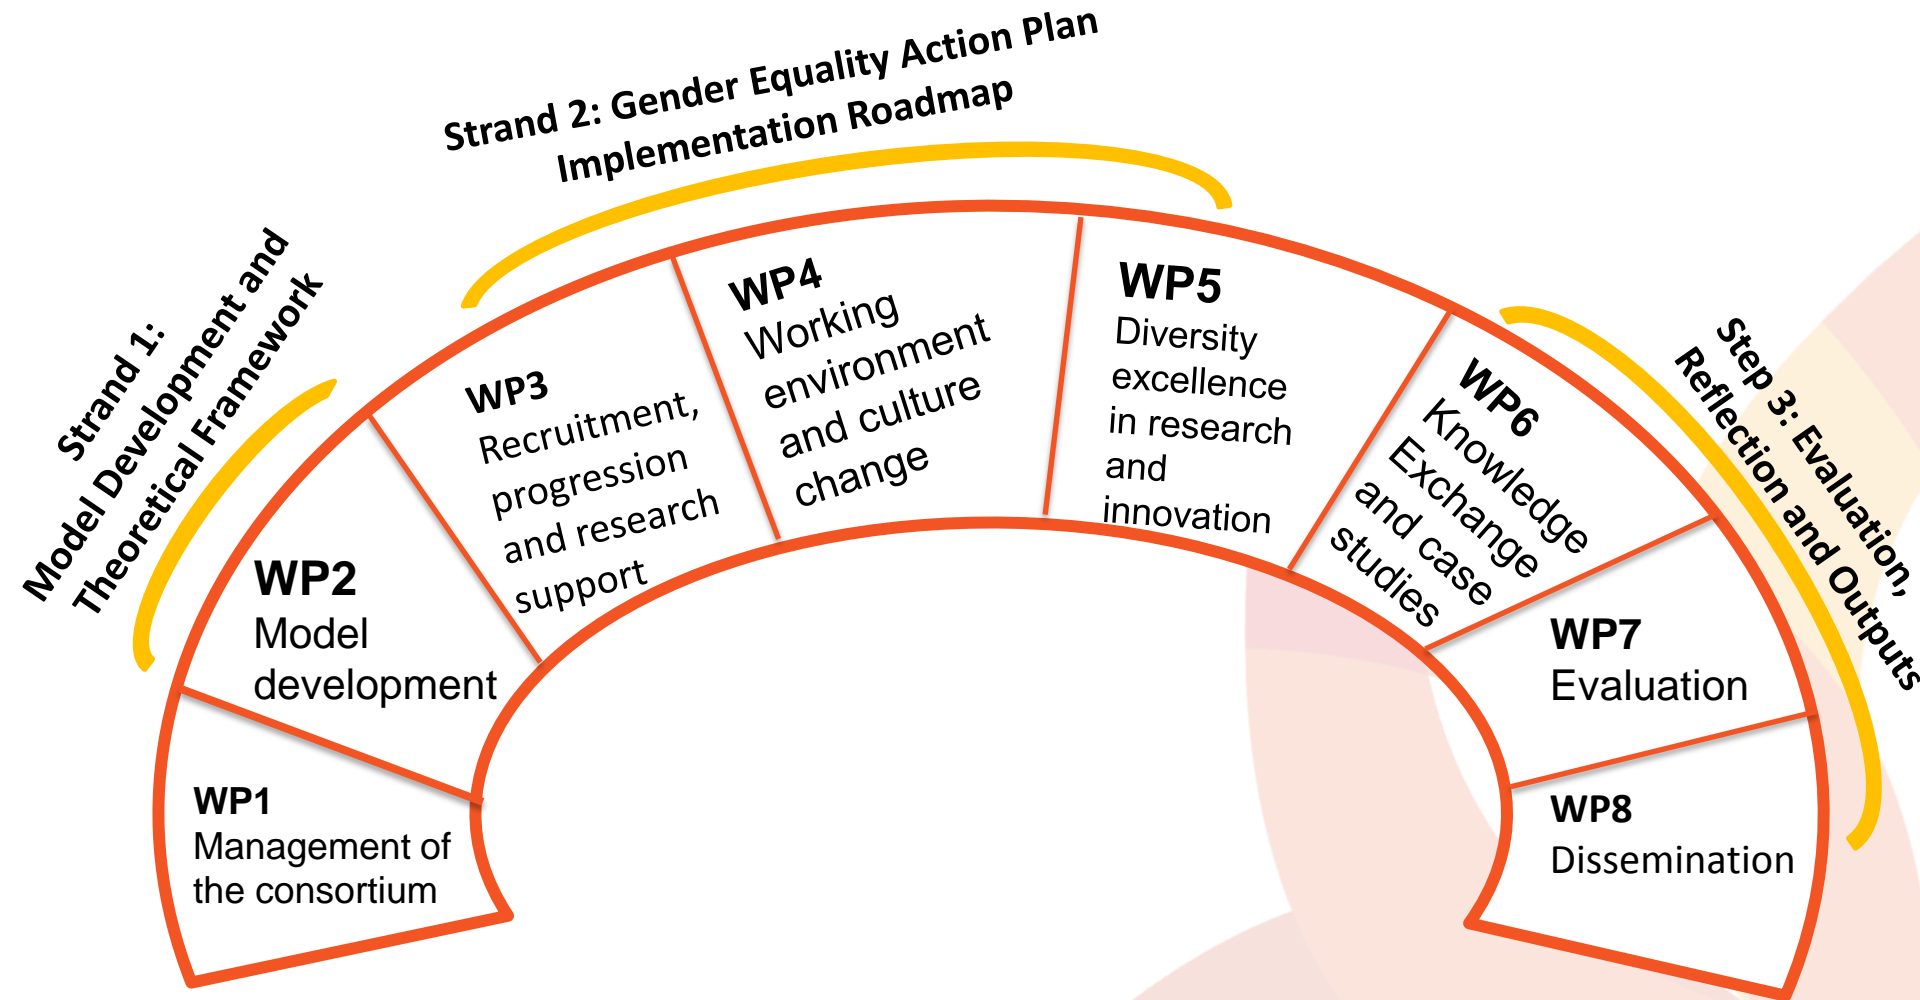 Strand 1:
Model Development and
Theoretical Framework
Strand 2: Gender Equality Action Plan
Implementation Roadmap
Step 3: Evaluation,
Reflection and Outputs
WP1
Management of
the consortium
WP2
Model
development
WP3
Recruitment,
progression
and research
support
WP4
Working
environment
and culture
change
WP5
Diversity
excellence
in research
and
innovation
WP6
Knowledge
Exchange
and case
studies
WP7
Evaluation
WP8
Dissemination